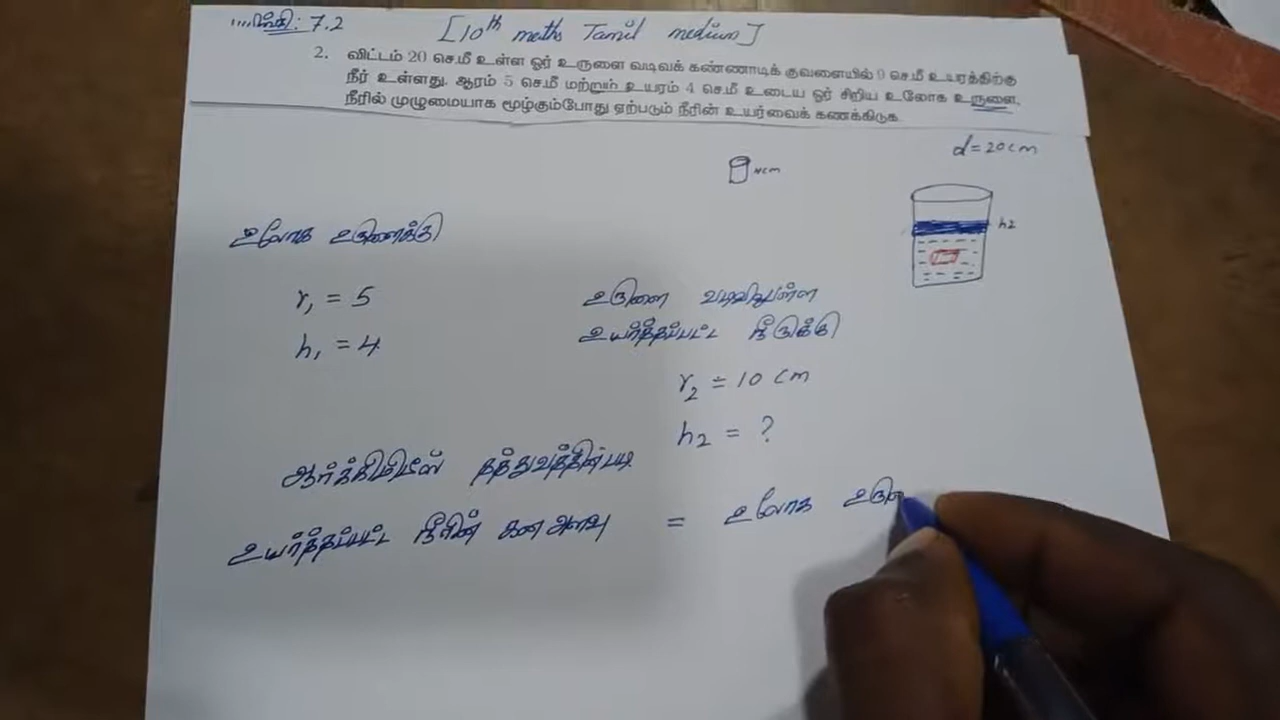 7.2 [10th maths Tamil medium]
2. விட்டம் 20 செ.மீ உள்ள ஓர் உருளை வடிவக் கண்ணாடிக் குவளையில் 9 செ.மீ உயரத்திற்கு
நீர் உள்ளது. ஆரம் 5 செ.மீ மற்றும் உயரம் 4 செ.மீ உடைய ஓர் சிறிய உலோக உருளை,
நீரில் முழுமையாக மூழ்கும்போது ஏற்படும் நீரின் உயர்வைக் கணக்கிடுக.
d = 20 cm
4cm
h2
உலோக உருளைக்கு
r1 = 5
h1 = 4
உருளை வடிவிலுள்ள
உயர்த்தப்பட்ட நீருக்கு
r2 = 10 cm
h2 = ?
ஆர்க்கிமிடீஸ் தத்துவத்தின்படி
உயர்த்தப்பட்ட நீரின் கன அளவு = உலோக